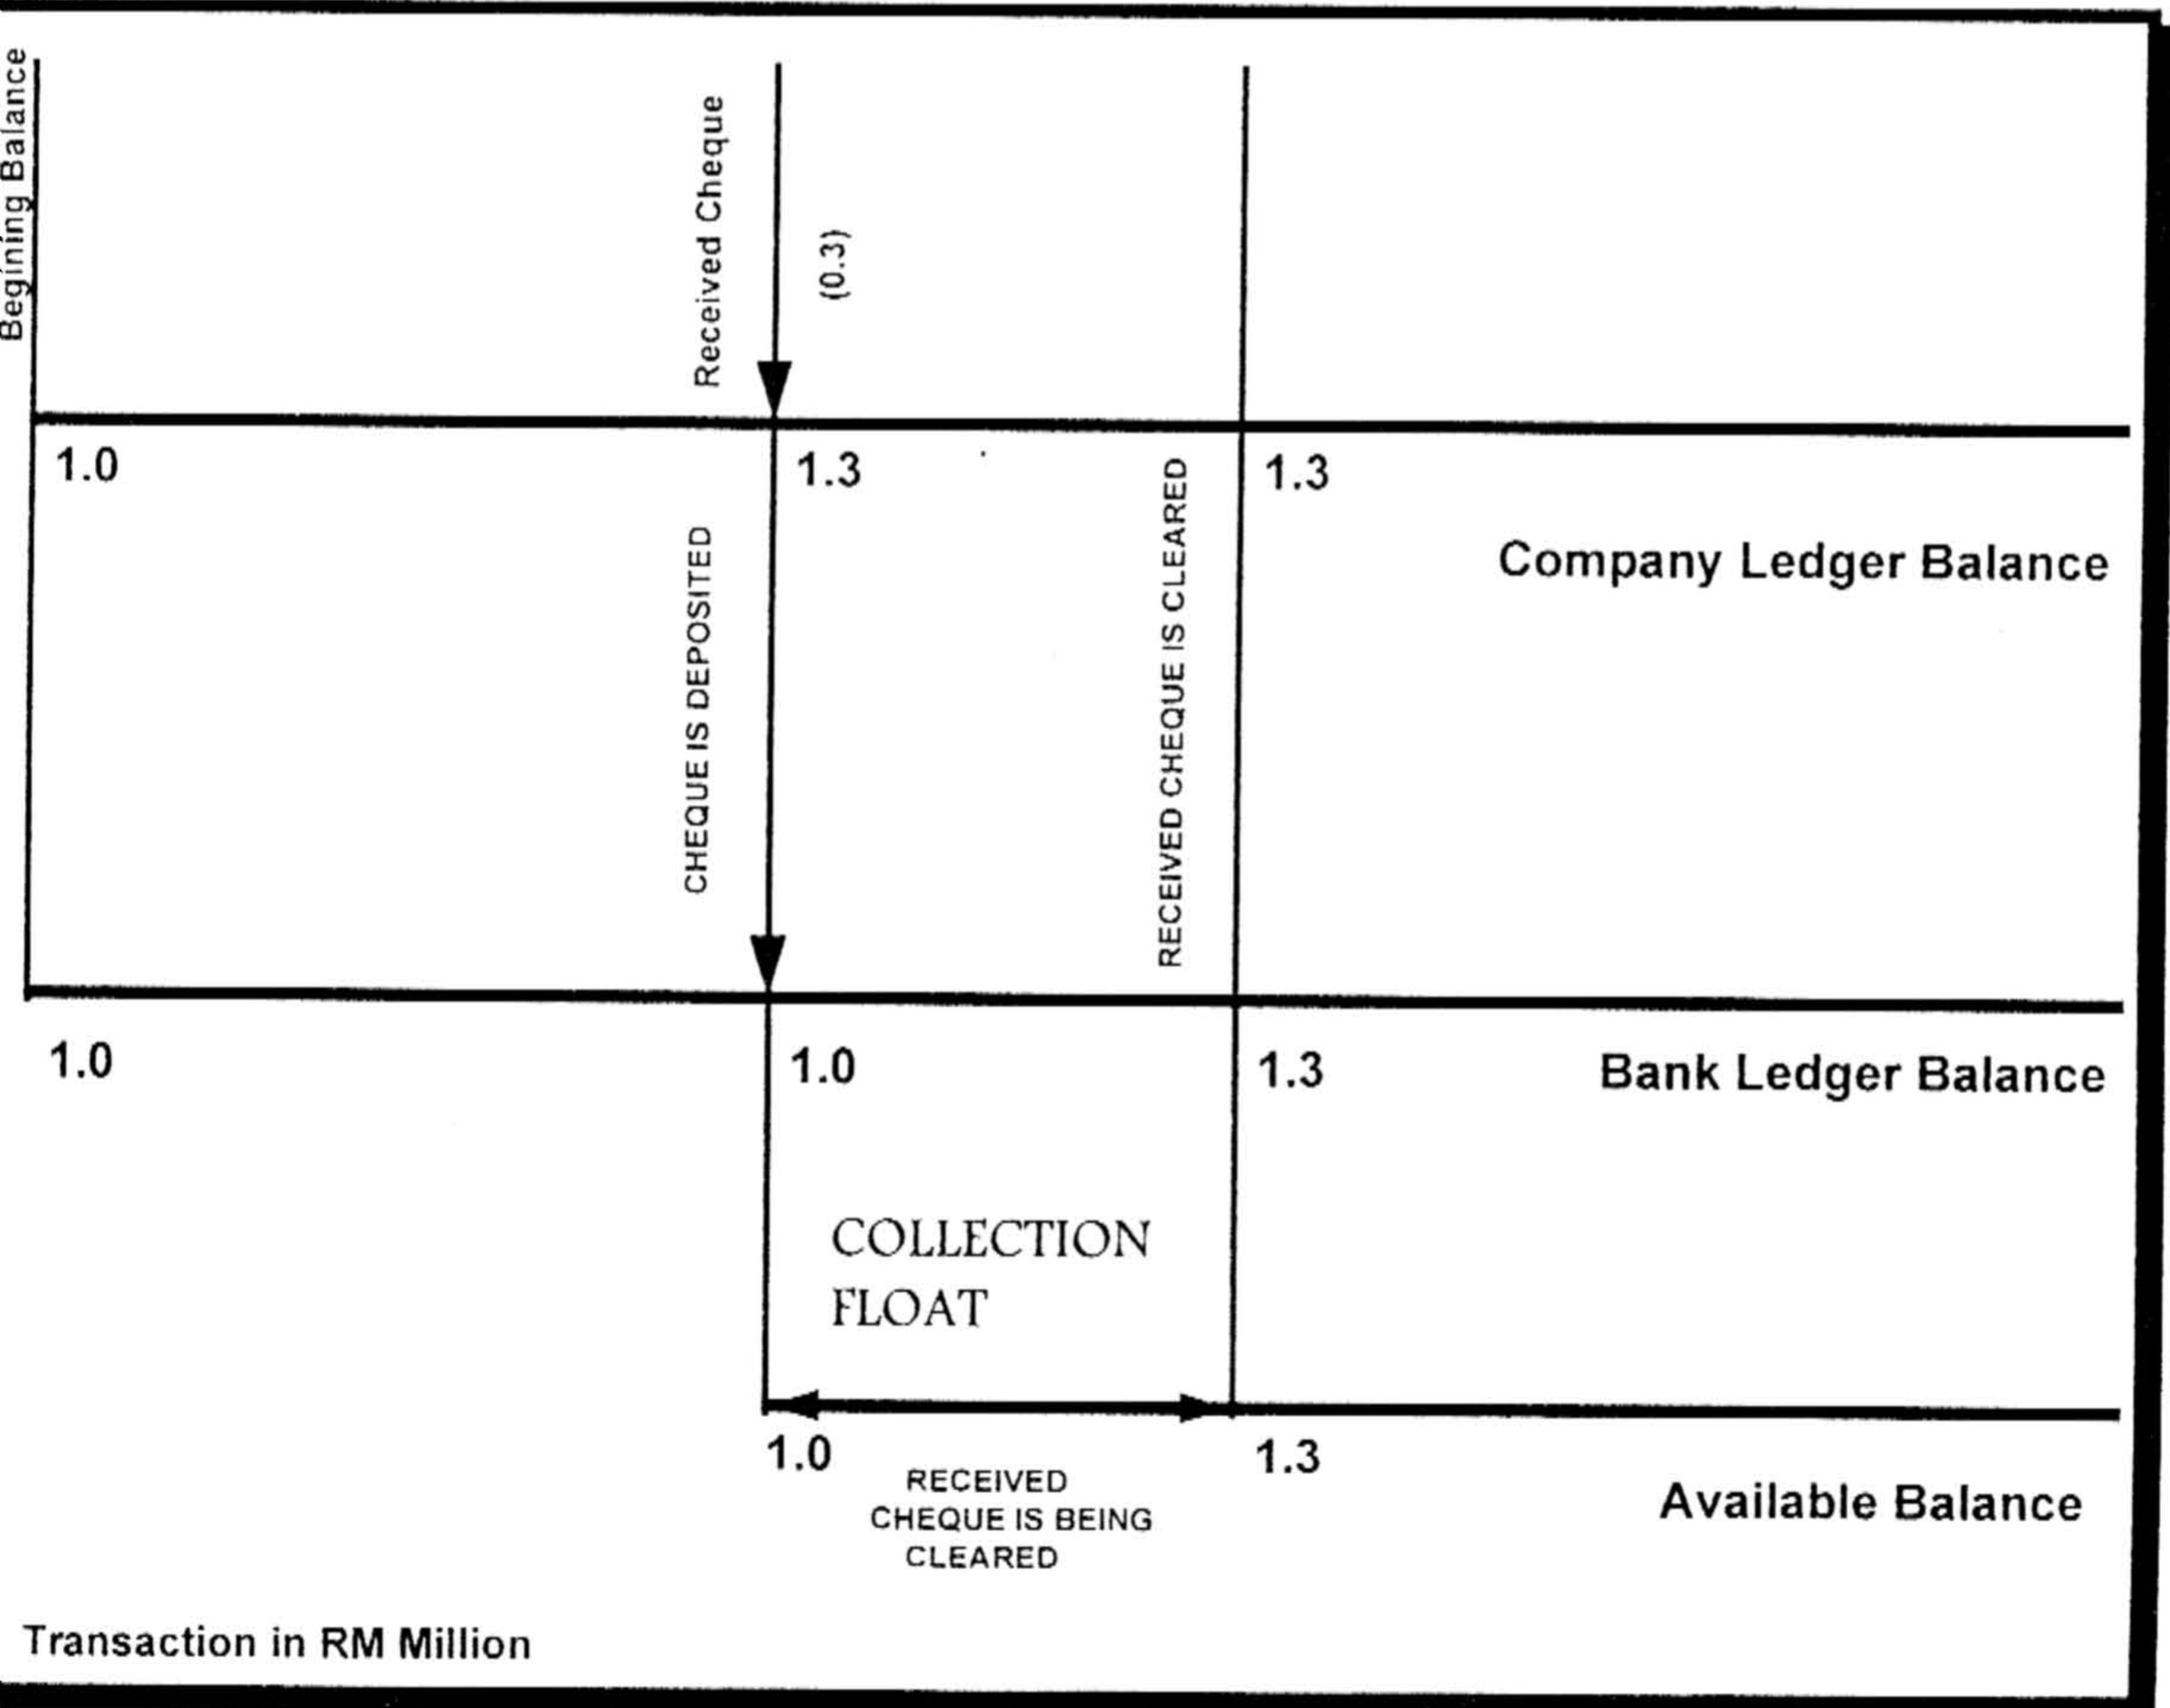 Begining Balance
Received Cheque
(0.3)
1.0
1.3
1.3
CHEQUE IS DEPOSITED
RECEIVED CHEQUE IS CLEARED
Company Ledger Balance
1.0
1.0
1.3
Bank Ledger Balance
COLLECTION
FLOAT
1.0
1.3
RECEIVED
CHEQUE IS BEING
CLEARED
Available Balance
Transaction in RM Million